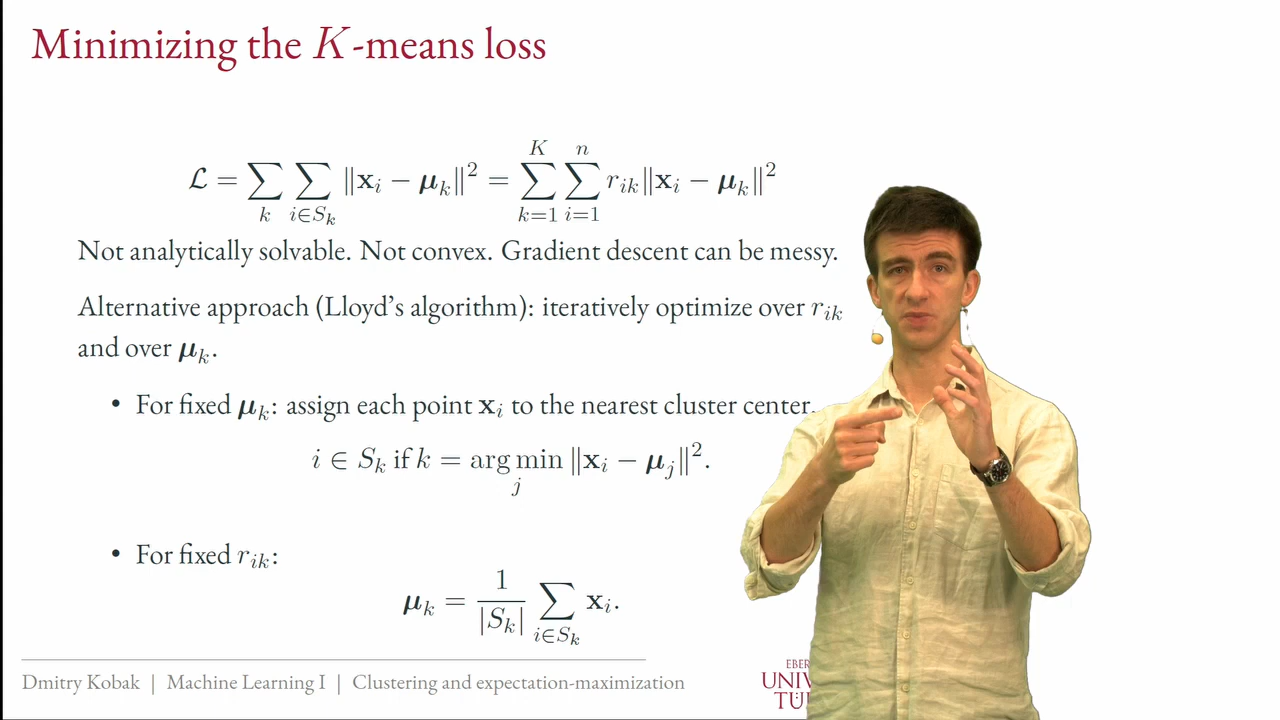 Minimizing the K-means loss
ℒ = ∑_k ∑_{i∈S_k} ‖x_i − μ_k‖² = ∑_{k=1}^{K} ∑_{i=1}^{n} r_{ik}‖x_i − μ_k‖²
Not analytically solvable. Not convex. Gradient descent can be messy.
Alternative approach (Lloyd's algorithm): iteratively optimize over r_{ik}
and over μ_k.
• For fixed μ_k: assign each point x_i to the nearest cluster center.
i ∈ S_k if k = arg min_j ‖x_i − μ_j‖².
• For fixed r_{ik}:
μ_k = 1/|S_k| ∑_{i∈S_k} x_i.
Dmitry Kobak | Machine Learning I | Clustering and expectation-maximization